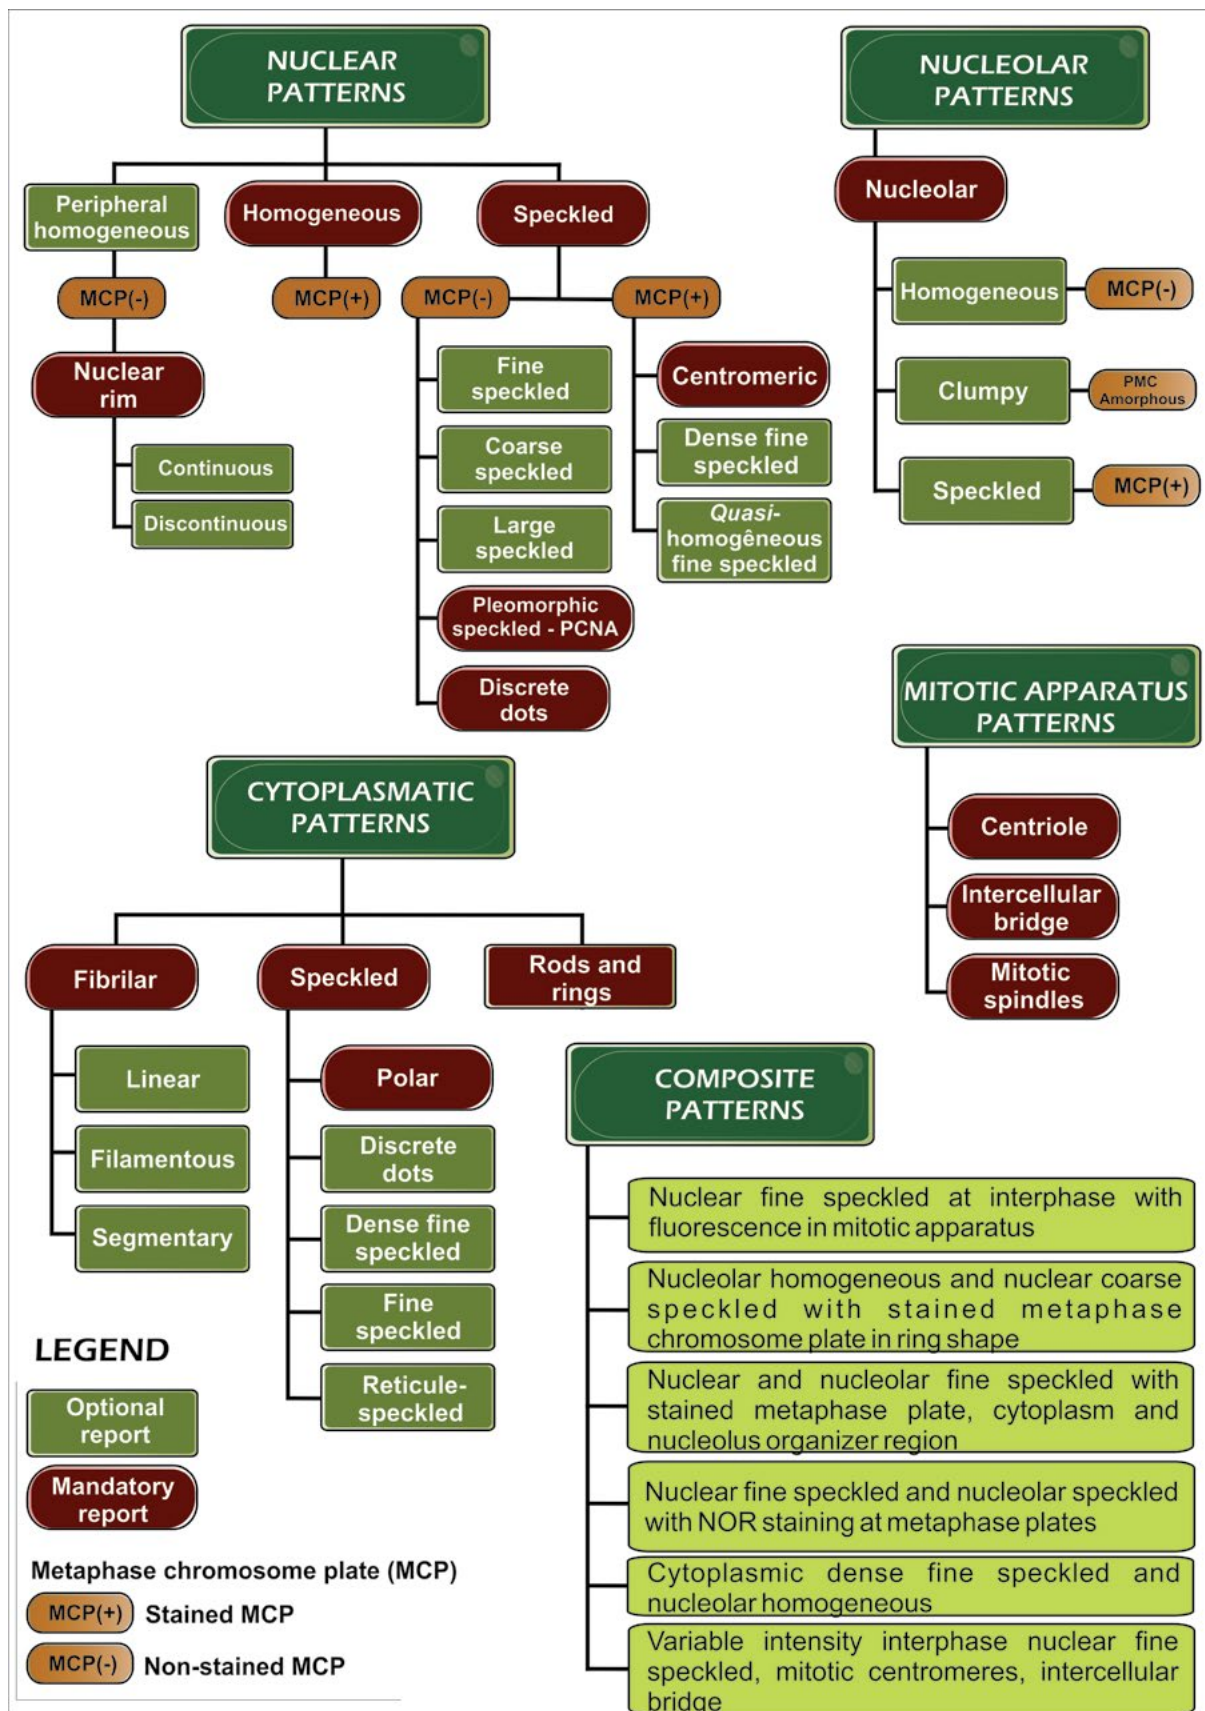 NUCLEAR
PATTERNS
Peripheral
homogeneous
Homogeneous
Speckled
MCP(-)
MCP(+)
MCP(-)
MCP(+)
Nuclear
rim
Continuous
Discontinuous
Fine
speckled
Coarse
speckled
Large
speckled
Pleomorphic
speckled - PCNA
Discrete
dots
Centromeric
Dense fine
speckled
Quasi-
homogêneous
fine speckled
NUCLEOLAR
PATTERNS
Nucleolar
Homogeneous
MCP(-)
Clumpy
PMC
Amorphous
Speckled
MCP(+)
MITOTIC APPARATUS
PATTERNS
Centriole
Intercellular
bridge
Mitotic
spindles
CYTOPLASMATIC
PATTERNS
Fibrilar
Speckled
Rods and
rings
Linear
Filamentous
Segmentary
Polar
Discrete
dots
Dense fine
speckled
Fine
speckled
Reticule-
speckled
COMPOSITE
PATTERNS
Nuclear fine speckled at interphase with
fluorescence in mitotic apparatus
Nucleolar homogeneous and nuclear coarse
speckled with stained metaphase
chromosome plate in ring shape
Nuclear and nucleolar fine speckled with
stained metaphase plate, cytoplasm and
nucleolus organizer region
Nuclear fine speckled and nucleolar speckled
with NOR staining at metaphase plates
Cytoplasmic dense fine speckled and
nucleolar homogeneous
Variable intensity interphase nuclear fine
speckled, mitotic centromeres, intercellular
bridge
LEGEND
Optional
report
Mandatory
report
Metaphase chromosome plate (MCP)
MCP(+) Stained MCP
MCP(-) Non-stained MCP